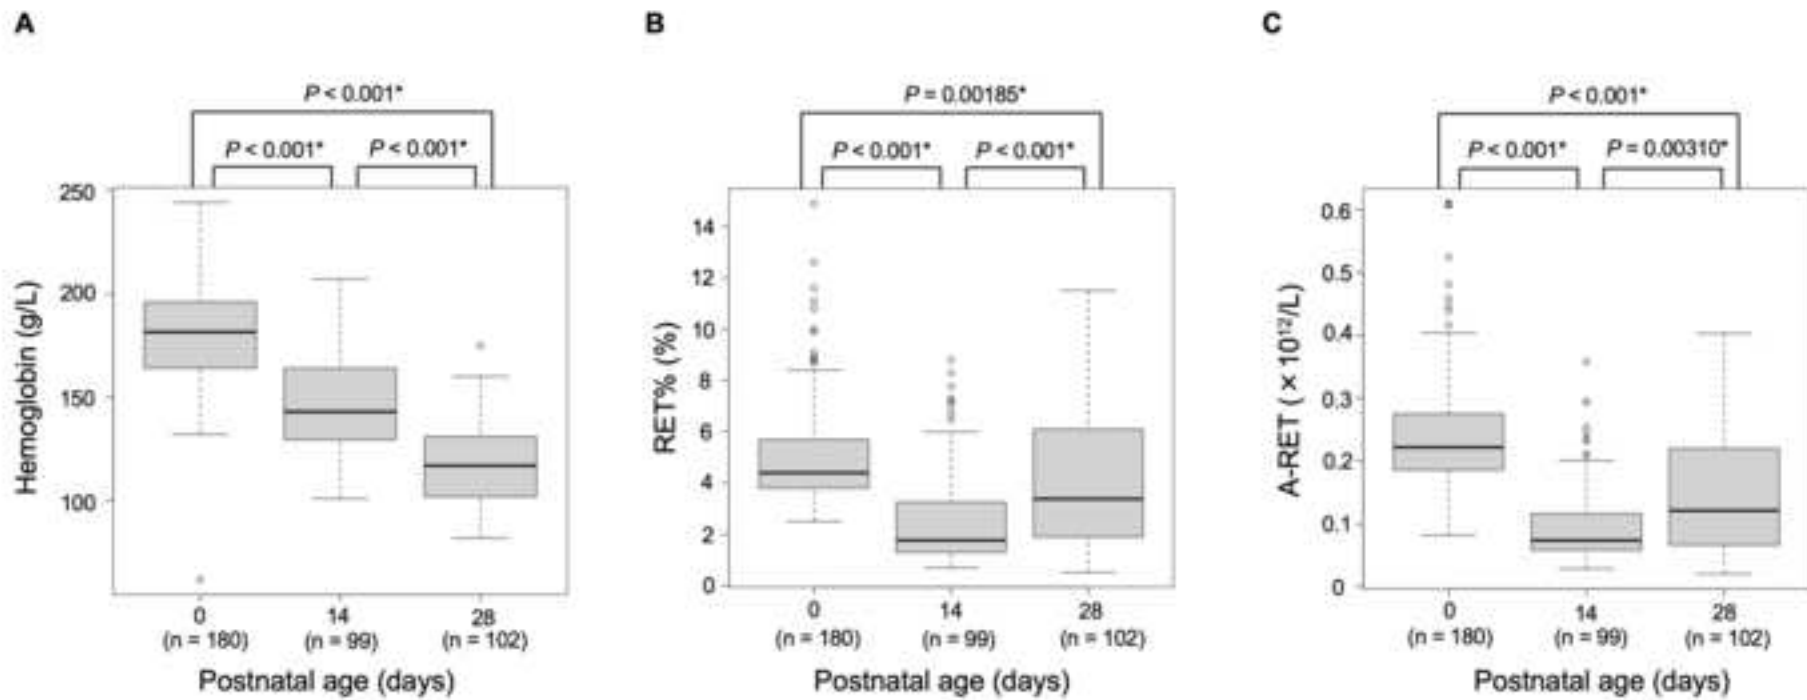 A
P < 0.001*
P < 0.001* P < 0.001*
250
200
150
100
Hemoglobin (g/L)
0 14 28
(n = 180) (n = 99) (n = 102)
Postnatal age (days)
B
P = 0.00185*
P < 0.001* P < 0.001*
14
12
10
8
6
4
2
0
RET% (%)
0 14 28
(n = 180) (n = 99) (n = 102)
Postnatal age (days)
C
P < 0.001*
P < 0.001* P = 0.00310*
0.6
0.5
0.4
0.3
0.2
0.1
0
A-RET ( × 10¹²/L)
0 14 28
(n = 180) (n = 99) (n = 102)
Postnatal age (days)